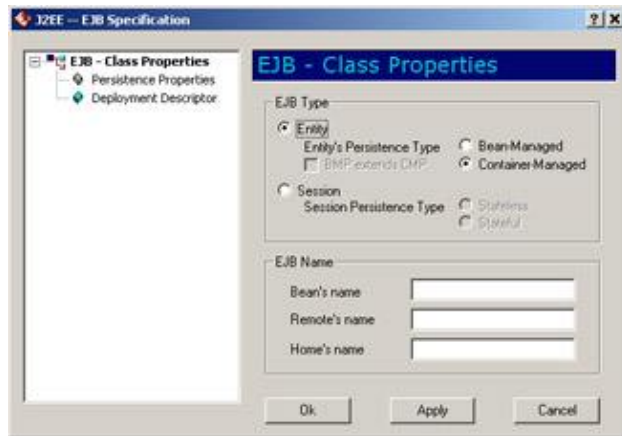 J2EE -- EJB Specification
EJB - Class Properties
Persistence Properties
Deployment Descriptor
EJB - Class Properties
EJB Type
Entity
Entity's Persistence Type
Bean-Managed
BMP extends CMP
Container-Managed
Session
Session Persistence Type
Stateless
Stateful
EJB Name
Bean's name
Remote's name
Home's name
Ok Apply Cancel